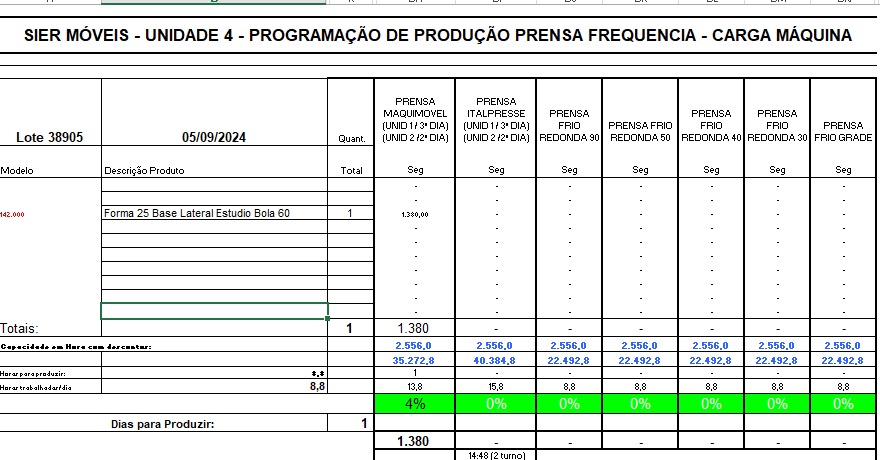 SIER MÓVEIS - UNIDADE 4 - PROGRAMAÇÃO DE PRODUÇÃO PRENSA FREQUENCIA - CARGA MÁQUINA
Lote 38905 05/09/2024 Quant. PRENSA MAQUIMOVEL (UNID 1 / 3ª DIA) (UNID 2 / 2ª DIA) PRENSA ITALPRESSE (UNID 1 / 3ª DIA) (UNID 2 / 2ª DIA) PRENSA FRIO REDONDA 90 PRENSA FRIO REDONDA 50 PRENSA FRIO REDONDA 40 PRENSA FRIO REDONDA 30 PRENSA FRIO GRADE
Modelo Descrição Produto Total Seg Seg Seg Seg Seg Seg Seg
- - - - - - -
- - - - - - -
142.000 Forma 25 Base Lateral Estudio Bola 60 1 1.380,00 - - - - - -
- - - - - - -
- - - - - - -
- - - - - - -
- - - - - - -
- - - - - - -
- - - - - - -
- - - - - - -
Totais: 1 1.380 - - - - - -
Capacidade em Hora com descontar: 2.556,0 2.556,0 2.556,0 2.556,0 2.556,0 2.556,0 2.556,0
35.272,8 40.384,8 22.492,8 22.492,8 22.492,8 22.492,8 22.492,8
Horas para produzir: 8,8 1 - - - - - -
Horas trabalhadas/dia 8,8 13,8 15,8 8,8 8,8 8,8 8,8 8,8
4% 0% 0% 0% 0% 0% 0%
Dias para Produzir: 1
1.380 - - - - - -
14:48 (2 turno)